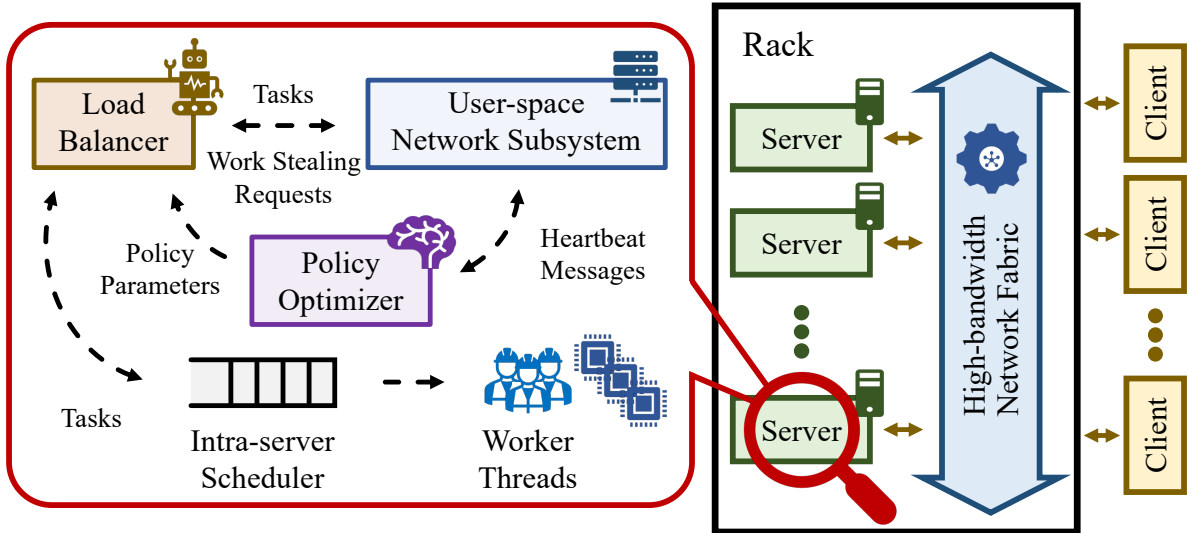 Load
Balancer
Tasks
Work Stealing
Requests
User-space
Network Subsystem
Policy
Parameters
Policy
Optimizer
Heartbeat
Messages
Tasks
Intra-server
Scheduler
Worker
Threads
Rack
Server
Server
Server
High-bandwidth
Network Fabric
Client
Client
Client